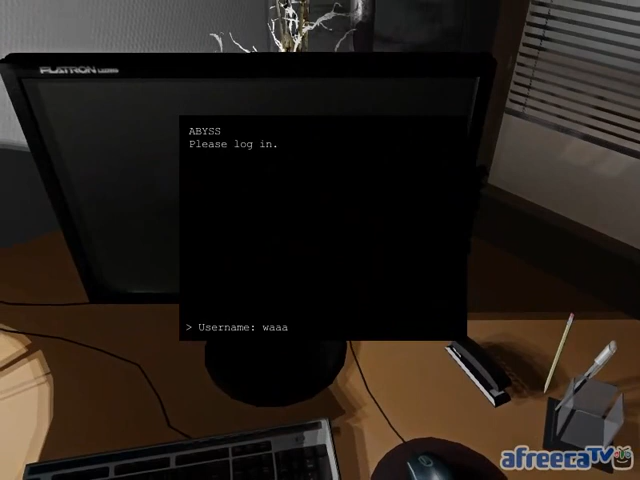 FLATRON
ABYSS
Please log in.
> Username: waaa
afreecaTV